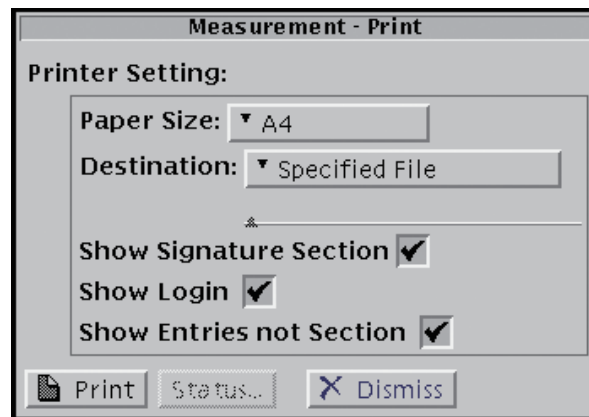 Measurement - Print
Printer Setting:
Paper Size: A4
Destination: Specified File
Show Signature Section
Show Login
Show Entries not Section
Print Status... Dismiss